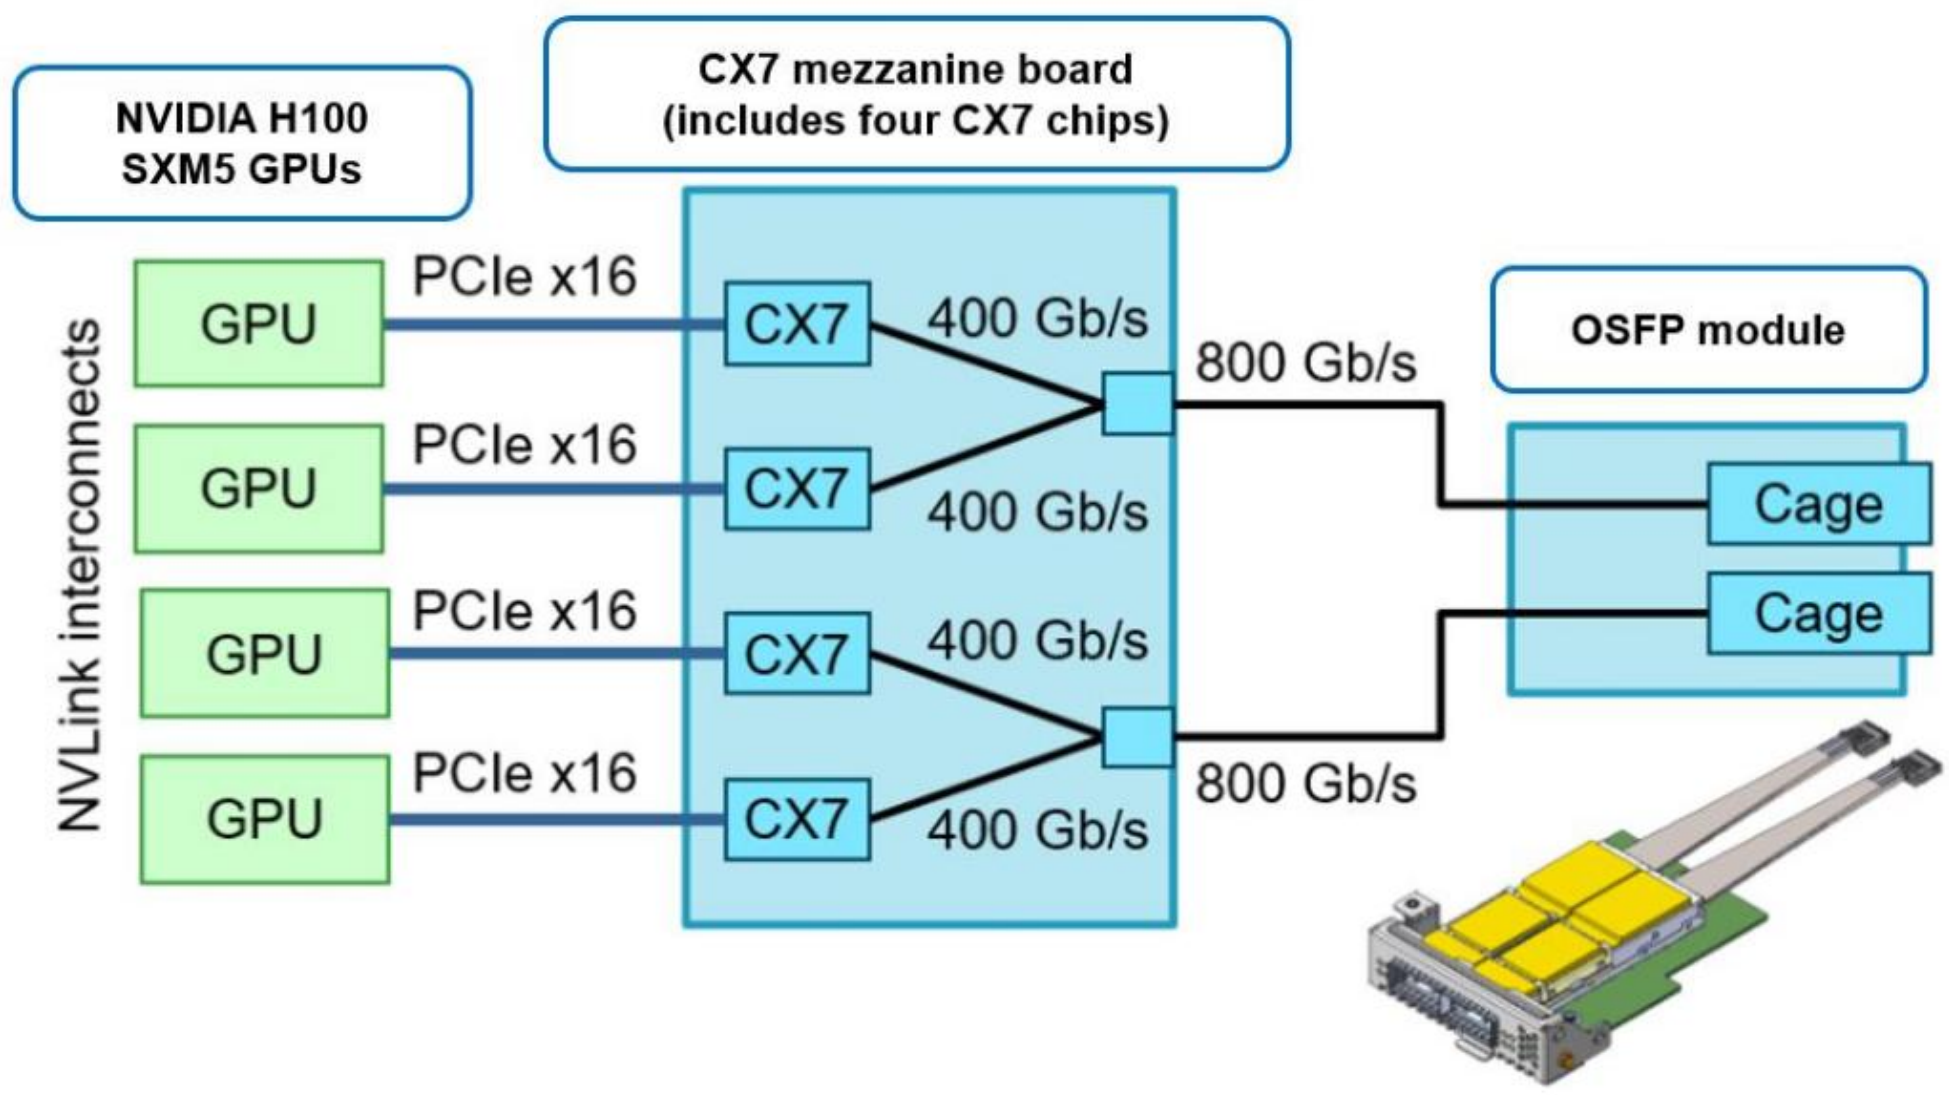 CX7 mezzanine board
(includes four CX7 chips)
NVIDIA H100
SXM5 GPUs
NVLink interconnects
GPU
PCIe x16
CX7
400 Gb/s
GPU
PCIe x16
CX7
400 Gb/s
800 Gb/s
GPU
PCIe x16
CX7
400 Gb/s
GPU
PCIe x16
CX7
400 Gb/s
800 Gb/s
OSFP module
Cage
Cage